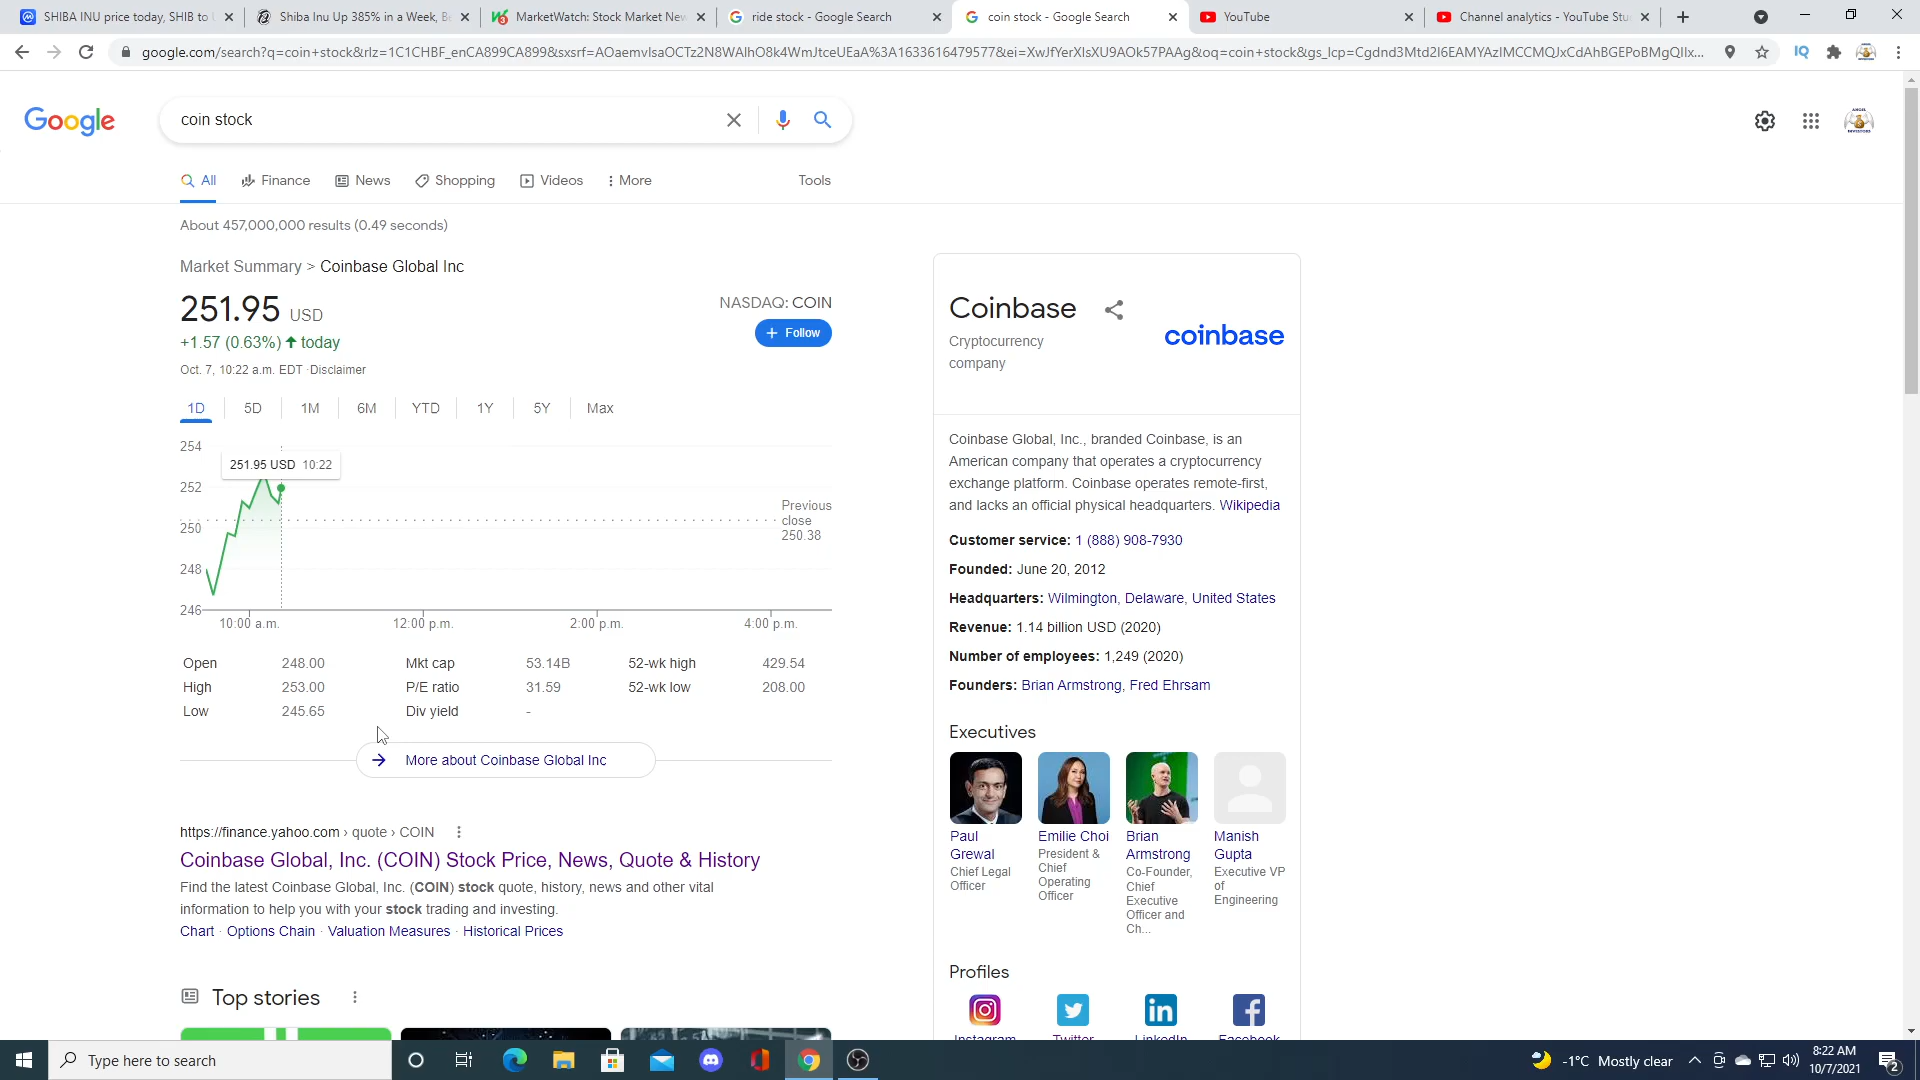 SHIBA INU price today, SHIB to
Shiba Inu Up 385% in a Week, B
MarketWatch: Stock Market New
ride stock - Google Search
coin stock - Google Search
YouTube
Channel analytics - YouTube Stu
google.com/search?q=coin+stock&rlz=1C1CHBF_enCA899CA899&sxsrf=AOaemvIsaOCTz2N8WAIhO8k4WmJtceUEaA%3A1633616479577&ei=XwJfYerXIsXU9AOk57PAAg&oq=coin+stock&gs_lcp=Cgdnd3Mtd2l6EAMYAzIMCCMQJxCdAhBGEPoBMgQIIx...
IQ
Google
coin stock
All
Finance
News
Shopping
Videos
More
Tools
About 457,000,000 results (0.49 seconds)
Market Summary > Coinbase Global Inc
251.95 USD
NASDAQ: COIN
+1.57 (0.63%) today
+ Follow
Oct. 7, 10:22 a.m. EDT · Disclaimer
1D 5D 1M 6M YTD 1Y 5Y Max
254
251.95 USD 10:22
252
Previous
close
250.38
250
248
246
10:00 a.m. 12:00 p.m. 2:00 p.m. 4:00 p.m.
Open 248.00 Mkt cap 53.14B 52-wk high 429.54
High 253.00 P/E ratio 31.59 52-wk low 208.00
Low 245.65 Div yield -
More about Coinbase Global Inc
https://finance.yahoo.com › quote › COIN
Coinbase Global, Inc. (COIN) Stock Price, News, Quote & History
Find the latest Coinbase Global, Inc. (COIN) stock quote, history, news and other vital
information to help you with your stock trading and investing.
Chart · Options Chain · Valuation Measures · Historical Prices
Top stories
Coinbase
Cryptocurrency
company
coinbase
Coinbase Global, Inc., branded Coinbase, is an
American company that operates a cryptocurrency
exchange platform. Coinbase operates remote-first,
and lacks an official physical headquarters. Wikipedia
Customer service: 1 (888) 908-7930
Founded: June 20, 2012
Headquarters: Wilmington, Delaware, United States
Revenue: 1.14 billion USD (2020)
Number of employees: 1,249 (2020)
Founders: Brian Armstrong, Fred Ehrsam
Executives
Paul
Grewal
Chief Legal
Officer
Emilie Choi
President &
Chief
Operating
Officer
Brian
Armstrong
Co-Founder,
Chief
Executive
Officer and
Ch...
Manish
Gupta
Executive VP
of
Engineering
Profiles
Instagram Twitter LinkedIn Facebook
Type here to search
-1°C Mostly clear
8:22 AM
10/7/2021
2